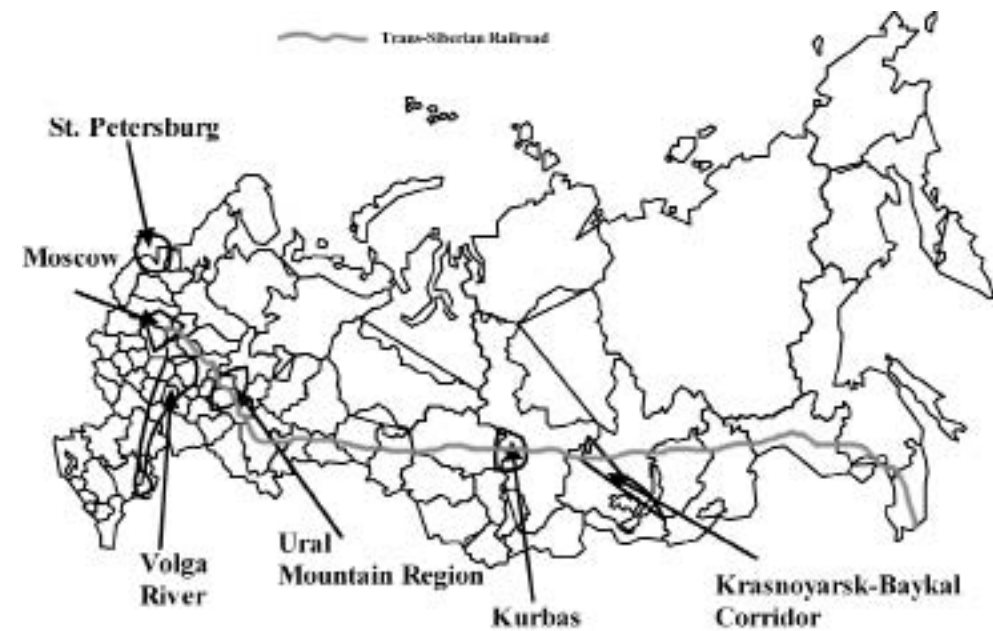 Trans-Siberian Railroad
St. Petersburg
Moscow
Volga
River
Ural
Mountain Region
Kurbas
Krasnoyarsk-Baykal
Corridor